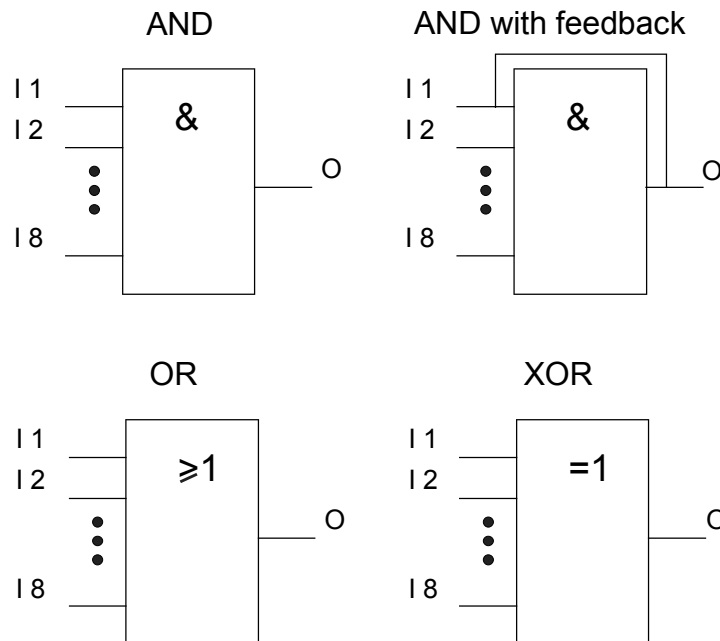 AND
I 1
&
I 2
O
I 8
AND with feedback
I 1
&
I 2
O
I 8
OR
I 1
≥1
I 2
O
I 8
XOR
I 1
=1
I 2
O
I 8